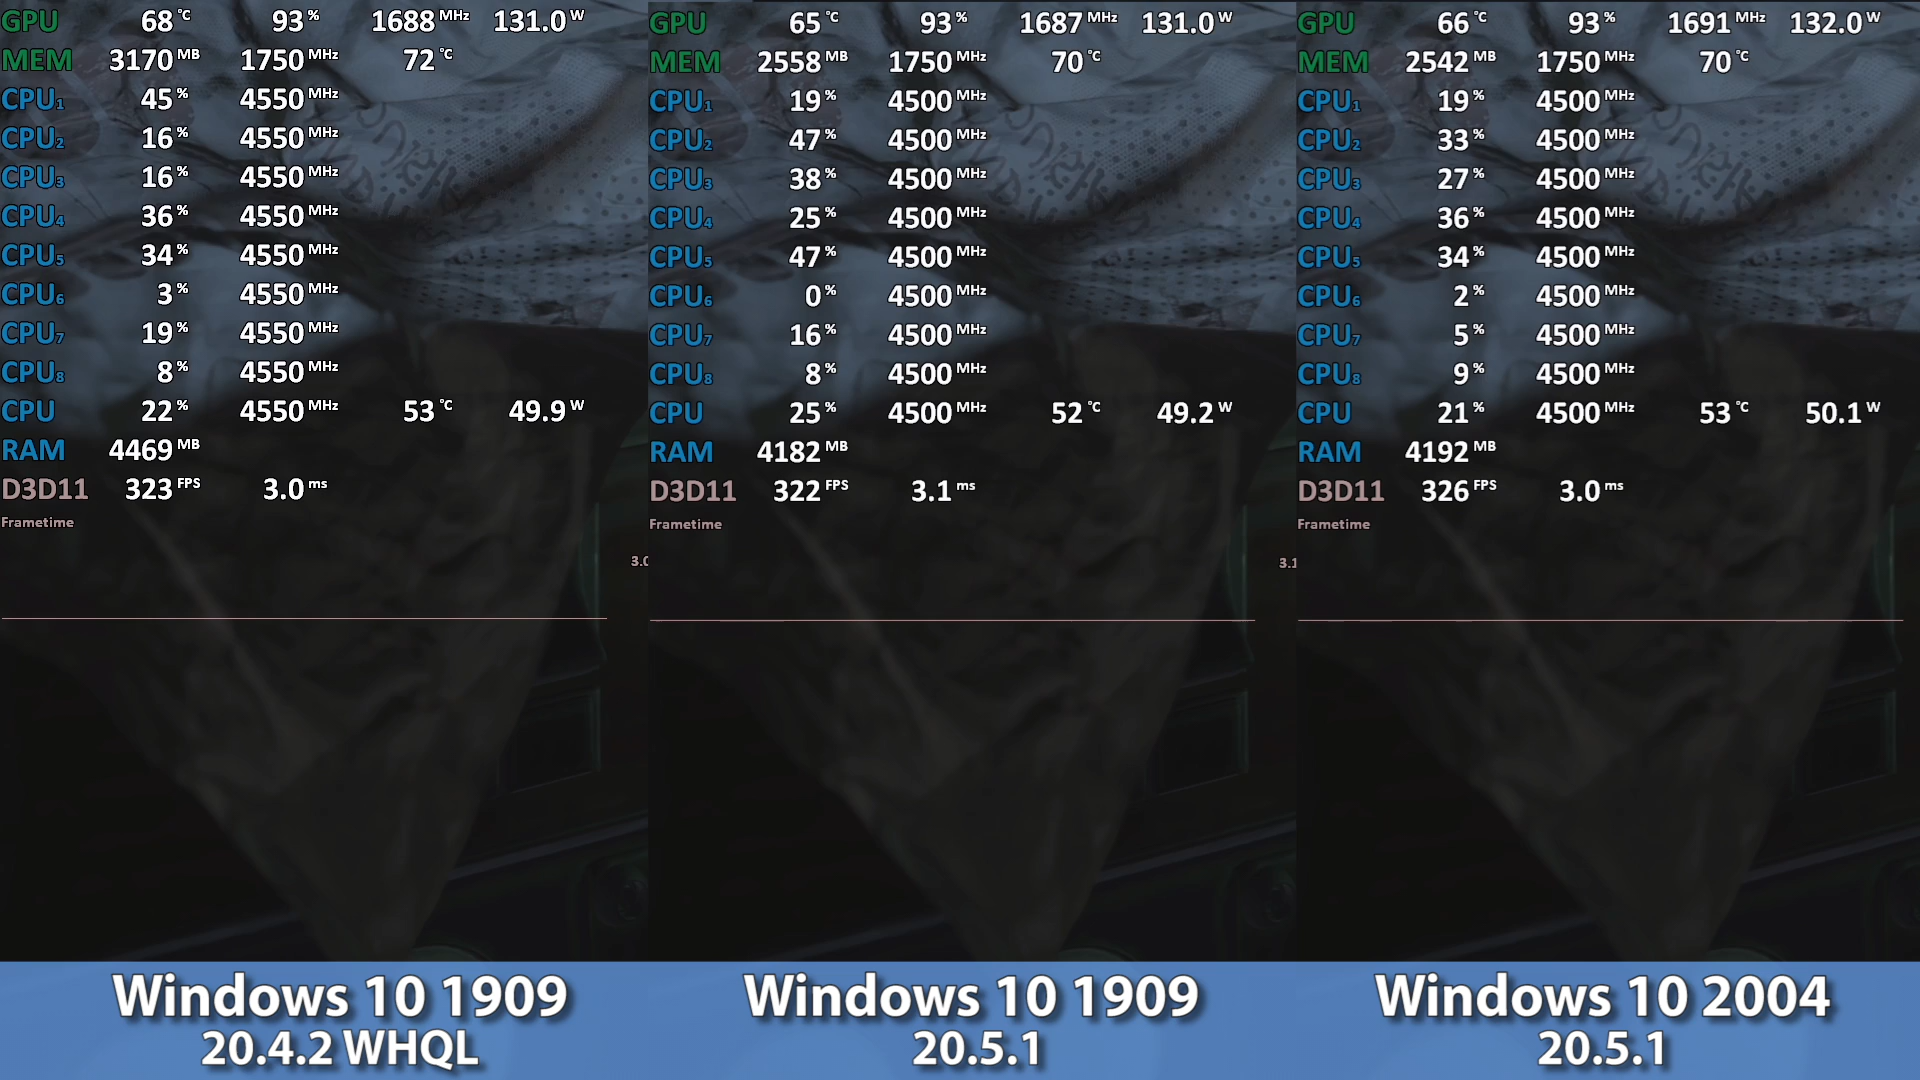 GPU 68 °C 93 % 1688 MHz 131.0 W
MEM 3170 MB 1750 MHz 72 °C
CPU1 45 % 4550 MHz
CPU2 16 % 4550 MHz
CPU3 16 % 4550 MHz
CPU4 36 % 4550 MHz
CPU5 34 % 4550 MHz
CPU6 3 % 4550 MHz
CPU7 19 % 4550 MHz
CPU8 8 % 4550 MHz
CPU 22 % 4550 MHz 53 °C 49.9 W
RAM 4469 MB
D3D11 323 FPS 3.0 ms
Frametime
3.0
Windows 10 1909
20.4.2 WHQL
GPU 65 °C 93 % 1687 MHz 131.0 W
MEM 2558 MB 1750 MHz 70 °C
CPU1 19 % 4500 MHz
CPU2 47 % 4500 MHz
CPU3 38 % 4500 MHz
CPU4 25 % 4500 MHz
CPU5 47 % 4500 MHz
CPU6 0 % 4500 MHz
CPU7 16 % 4500 MHz
CPU8 8 % 4500 MHz
CPU 25 % 4500 MHz 52 °C 49.2 W
RAM 4182 MB
D3D11 322 FPS 3.1 ms
Frametime
3.1
Windows 10 1909
20.5.1
GPU 66 °C 93 % 1691 MHz 132.0 W
MEM 2542 MB 1750 MHz 70 °C
CPU1 19 % 4500 MHz
CPU2 33 % 4500 MHz
CPU3 27 % 4500 MHz
CPU4 36 % 4500 MHz
CPU5 34 % 4500 MHz
CPU6 2 % 4500 MHz
CPU7 5 % 4500 MHz
CPU8 9 % 4500 MHz
CPU 21 % 4500 MHz 53 °C 50.1 W
RAM 4192 MB
D3D11 326 FPS 3.0 ms
Frametime
Windows 10 2004
20.5.1